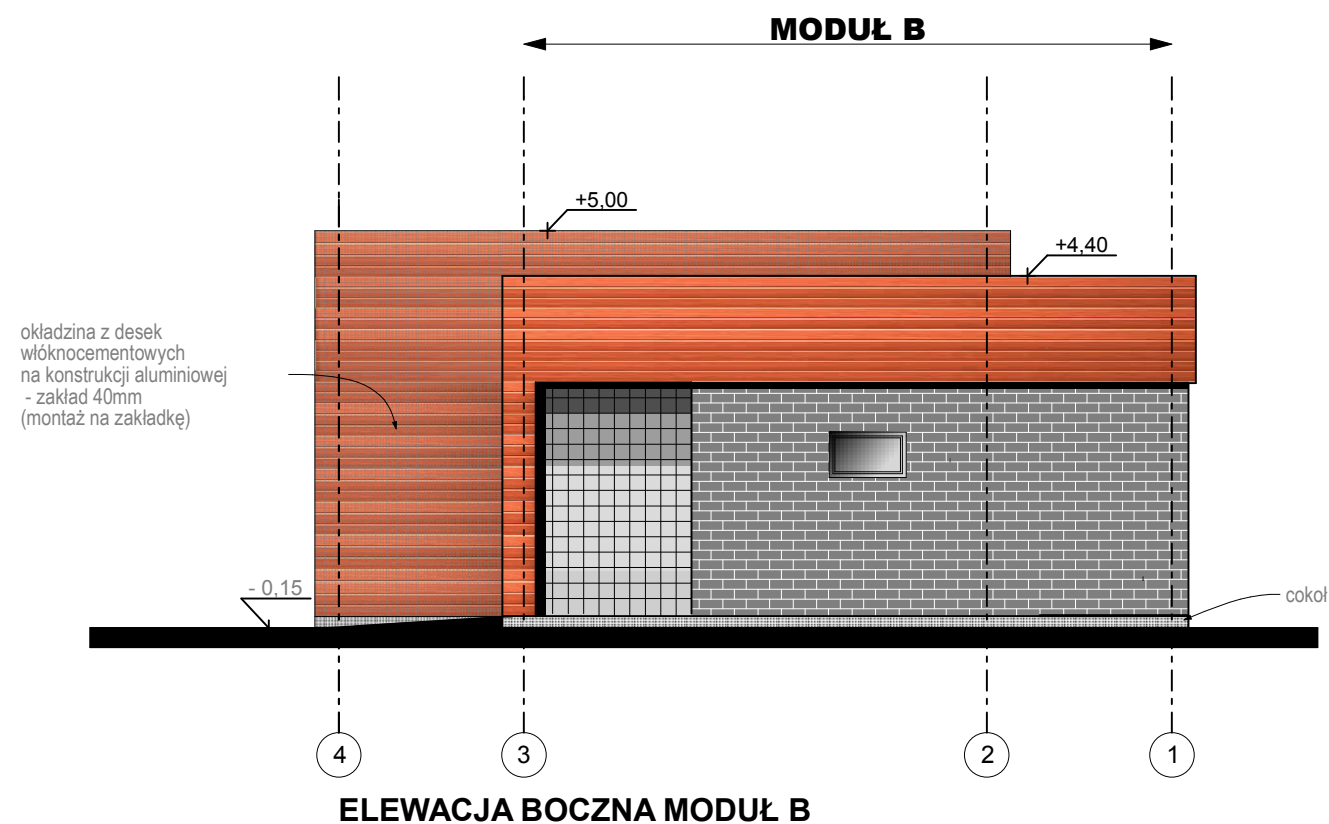 MODUŁ B
+5,00
+4,40
okładzina z desek
włóknocementowych
na konstrukcji aluminiowej
- zakład 40mm
(montaż na zakładkę)
- 0,15
cokoł
4
3
2
1
ELEWACJA BOCZNA MODUŁ B